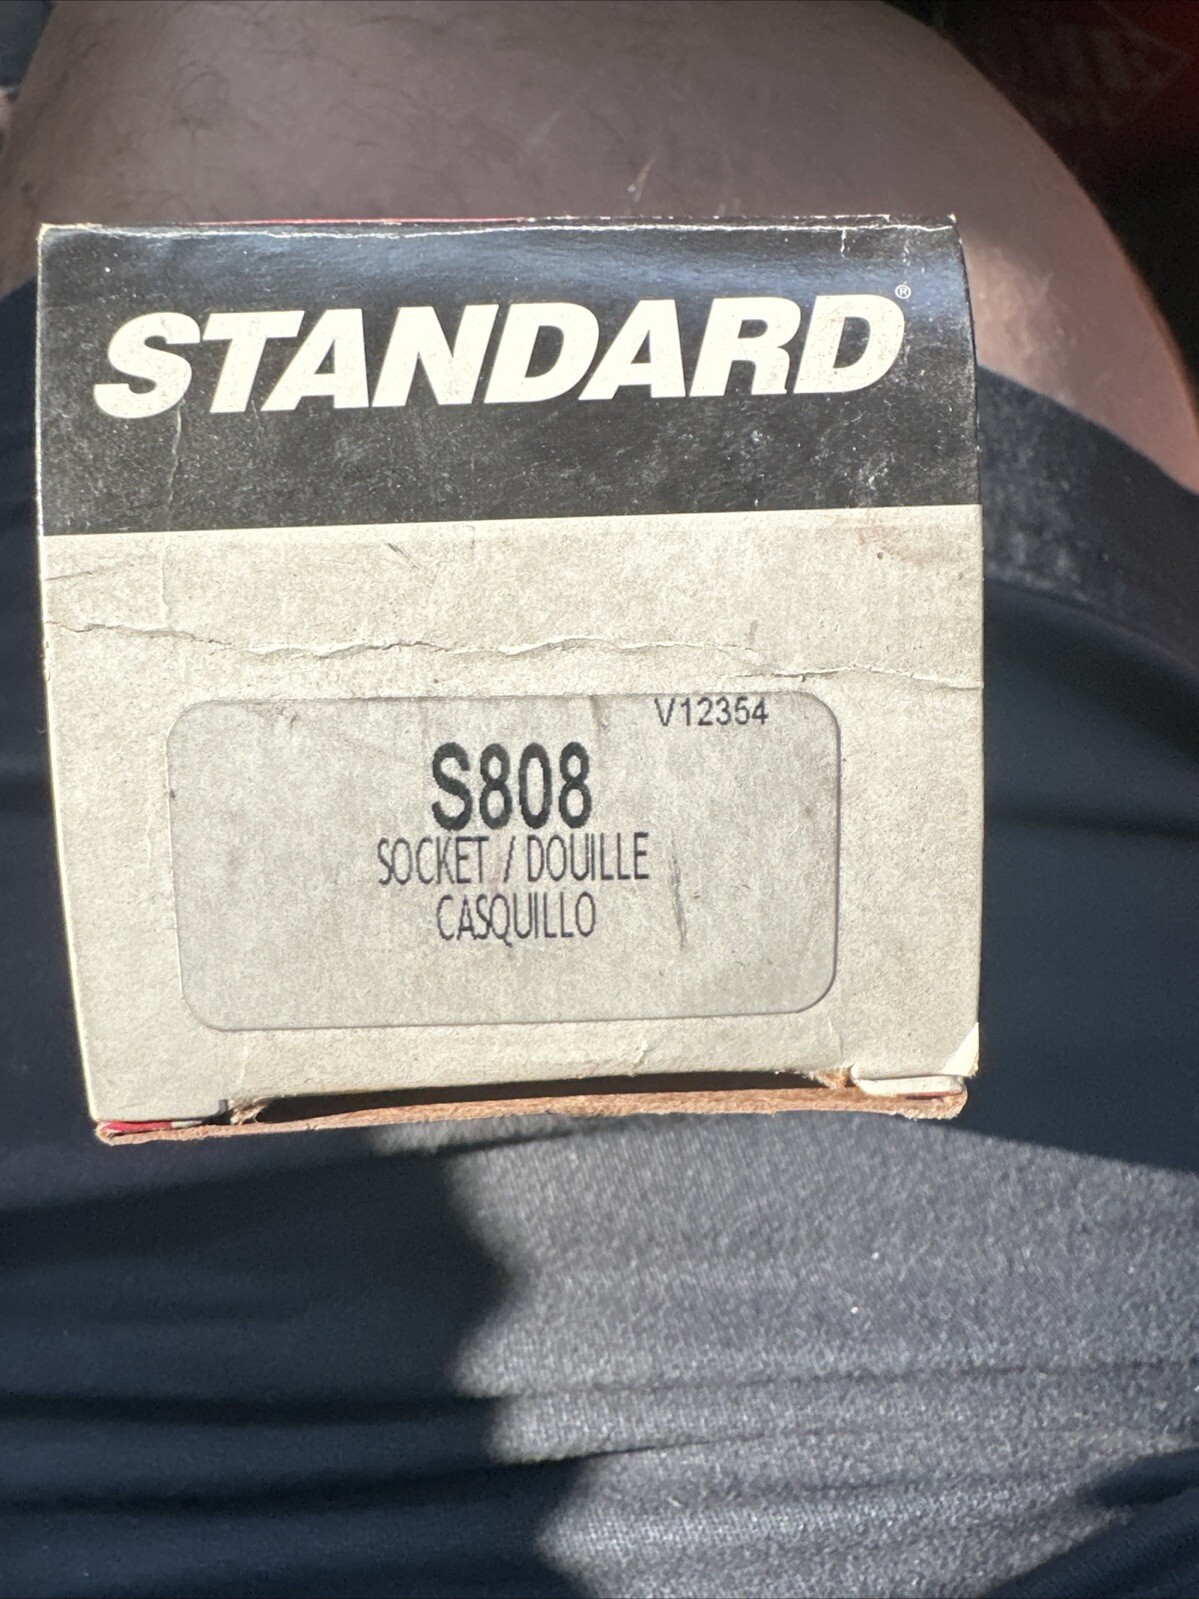 STANDARD®
V12354
S808
SOCKET / DOUILLE
CASQUILLO